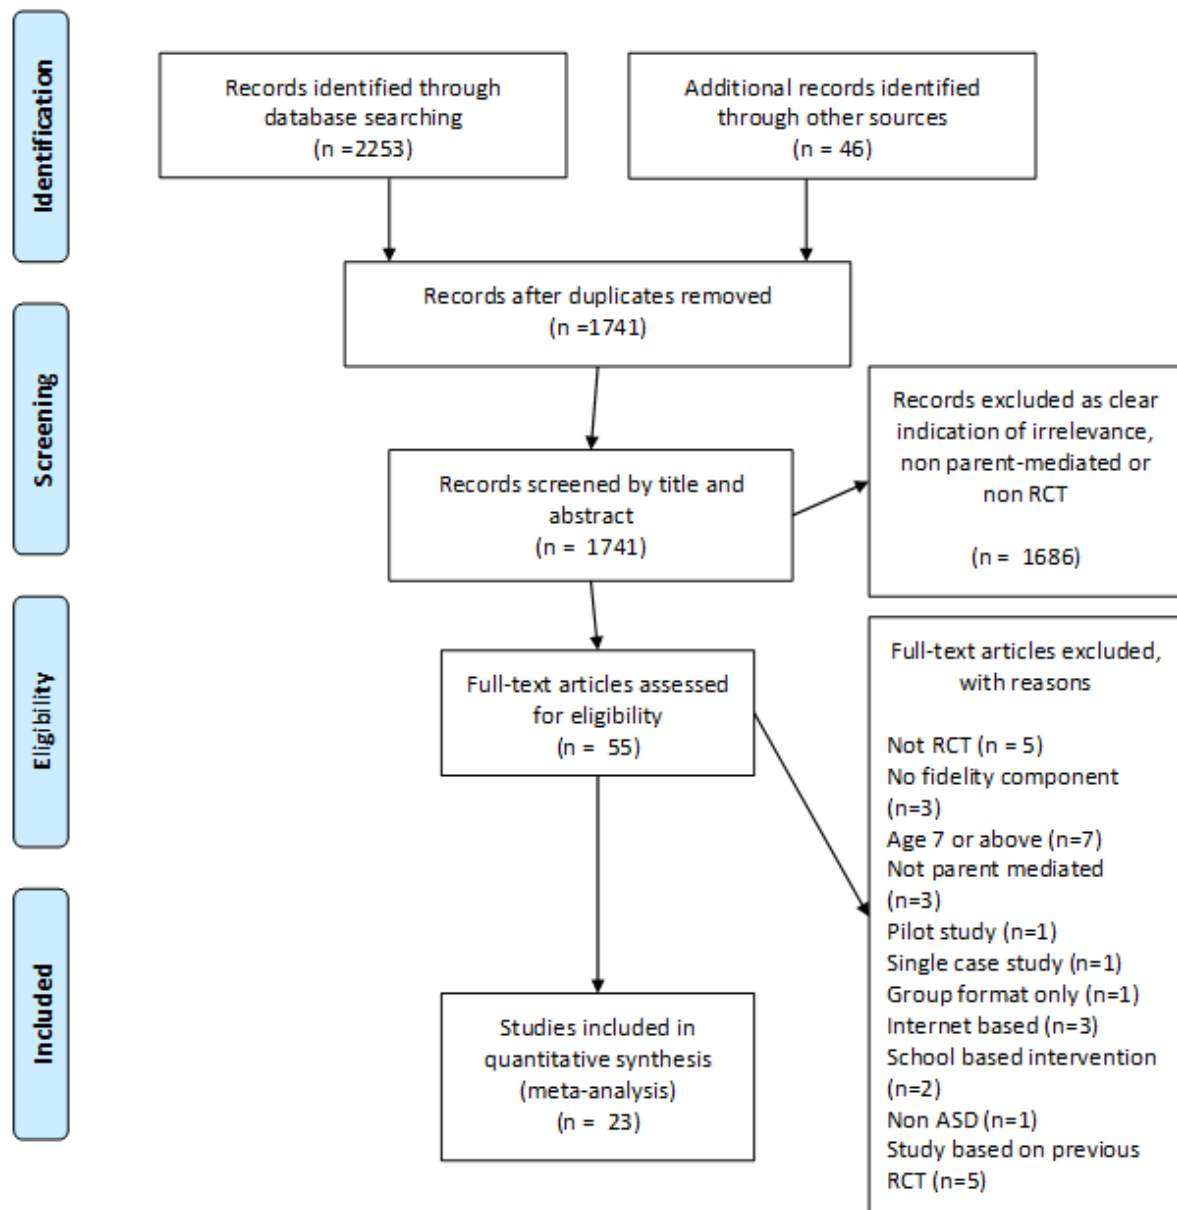 Identification
Records identified through
database searching
(n =2253)
Additional records identified
through other sources
(n = 46)
Records after duplicates removed
(n =1741)
Screening
Records screened by title and
abstract
(n = 1741)
Records excluded as clear
indication of irrelevance,
non parent-mediated or
non RCT
(n = 1686)
Eligibility
Full-text articles assessed
for eligibility
(n = 55)
Full-text articles excluded,
with reasons
Not RCT (n = 5)
No fidelity component
(n=3)
Age 7 or above (n=7)
Not parent mediated
(n=3)
Pilot study (n=1)
Single case study (n=1)
Group format only (n=1)
Internet based (n=3)
School based intervention
(n=2)
Non ASD (n=1)
Study based on previous
RCT (n=5)
Included
Studies included in
quantitative synthesis
(meta-analysis)
(n = 23)